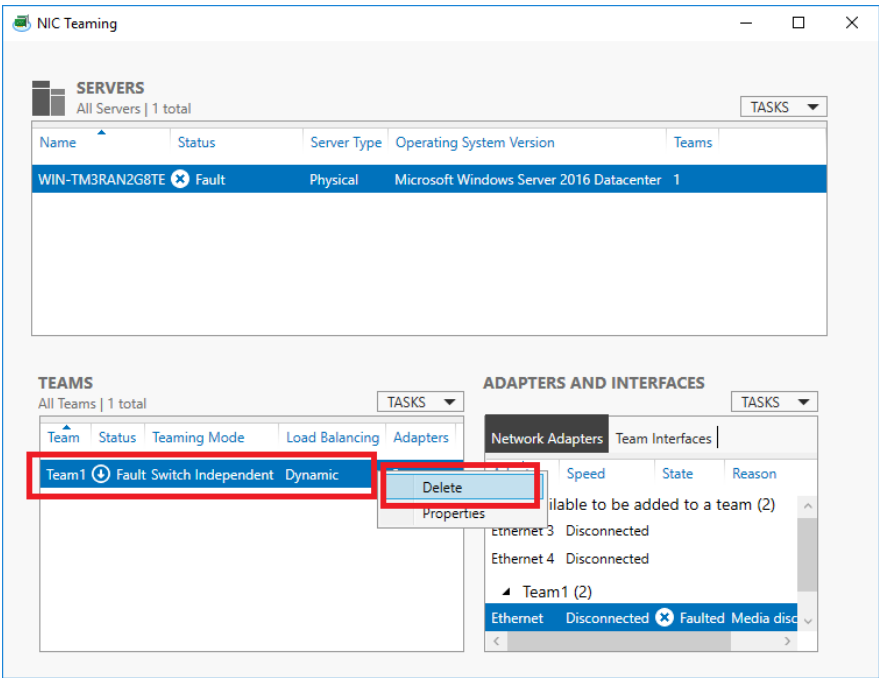 NIC Teaming
SERVERS
All Servers | 1 total
TASKS
Name Status Server Type Operating System Version Teams
WIN-TM3RAN2G8TE Fault Physical Microsoft Windows Server 2016 Datacenter 1
TEAMS
All Teams | 1 total
TASKS
Team Status Teaming Mode Load Balancing Adapters
Team1 Fault Switch Independent Dynamic
Delete
Properties
ADAPTERS AND INTERFACES
TASKS
Network Adapters Team Interfaces
Speed State Reason
ilable to be added to a team (2)
Ethernet 3 Disconnected
Ethernet 4 Disconnected
Team1 (2)
Ethernet Disconnected Faulted Media disc